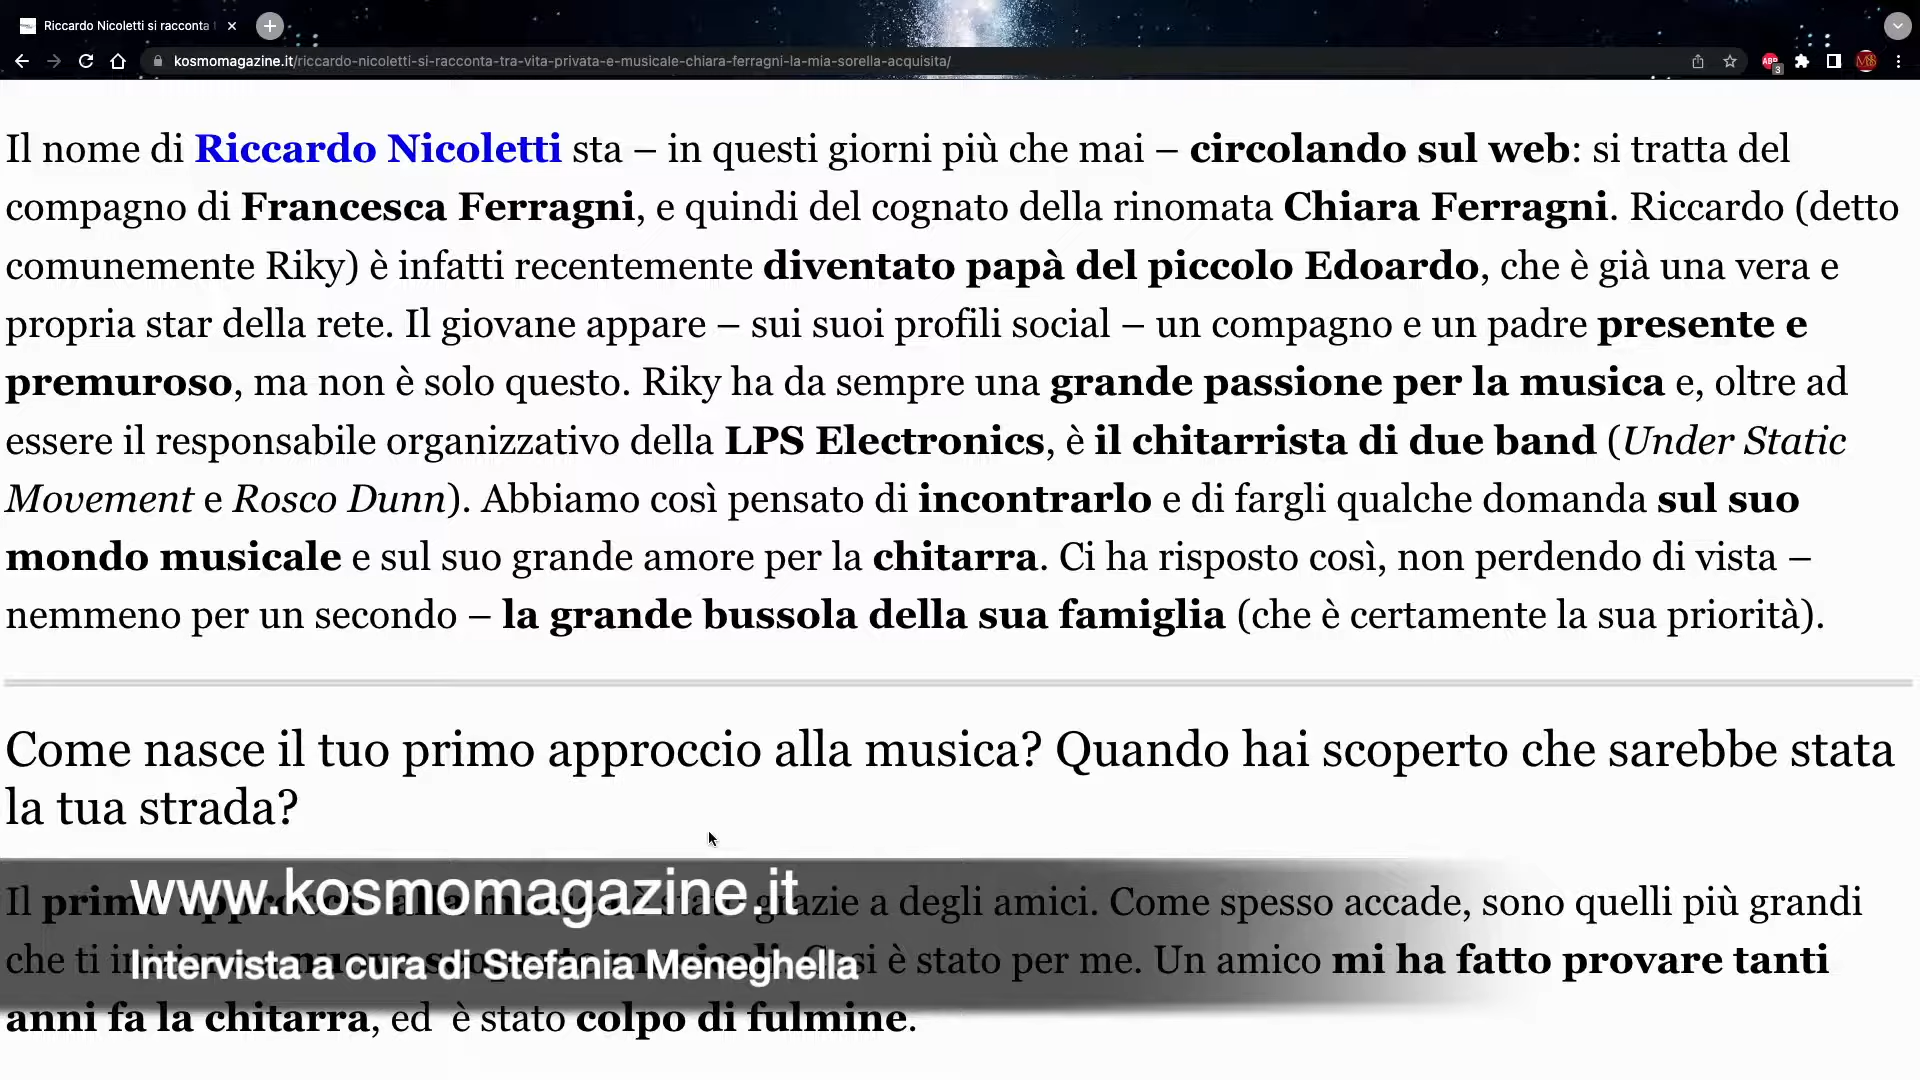 Riccardo Nicoletti si racconta
kosmomagazine.it/riccardo-nicoletti-si-racconta-tra-vita-privata-e-musicale-chiara-ferragni-la-mia-sorella-acquisita/
ABP
3
Il nome di Riccardo Nicoletti sta – in questi giorni più che mai – circolando sul web: si tratta del
compagno di Francesca Ferragni, e quindi del cognato della rinomata Chiara Ferragni. Riccardo (detto
comunemente Riky) è infatti recentemente diventato papà del piccolo Edoardo, che è già una vera e
propria star della rete. Il giovane appare – sui suoi profili social – un compagno e un padre presente e
premuroso, ma non è solo questo. Riky ha da sempre una grande passione per la musica e, oltre ad
essere il responsabile organizzativo della LPS Electronics, è il chitarrista di due band (Under Static
Movement e Rosco Dunn). Abbiamo così pensato di incontrarlo e di fargli qualche domanda sul suo
mondo musicale e sul suo grande amore per la chitarra. Ci ha risposto così, non perdendo di vista –
nemmeno per un secondo – la grande bussola della sua famiglia (che è certamente la sua priorità).
Come nasce il tuo primo approccio alla musica? Quando hai scoperto che sarebbe stata
la tua strada?
www.kosmomagazine.it
Il grazie a degli amici. Come spesso accade, sono quelli più grandi
Intervista a cura di Stefania Meneghella
che ti è stato per me. Un amico mi ha fatto provare tanti
anni fa la chitarra, ed è stato colpo di fulmine.